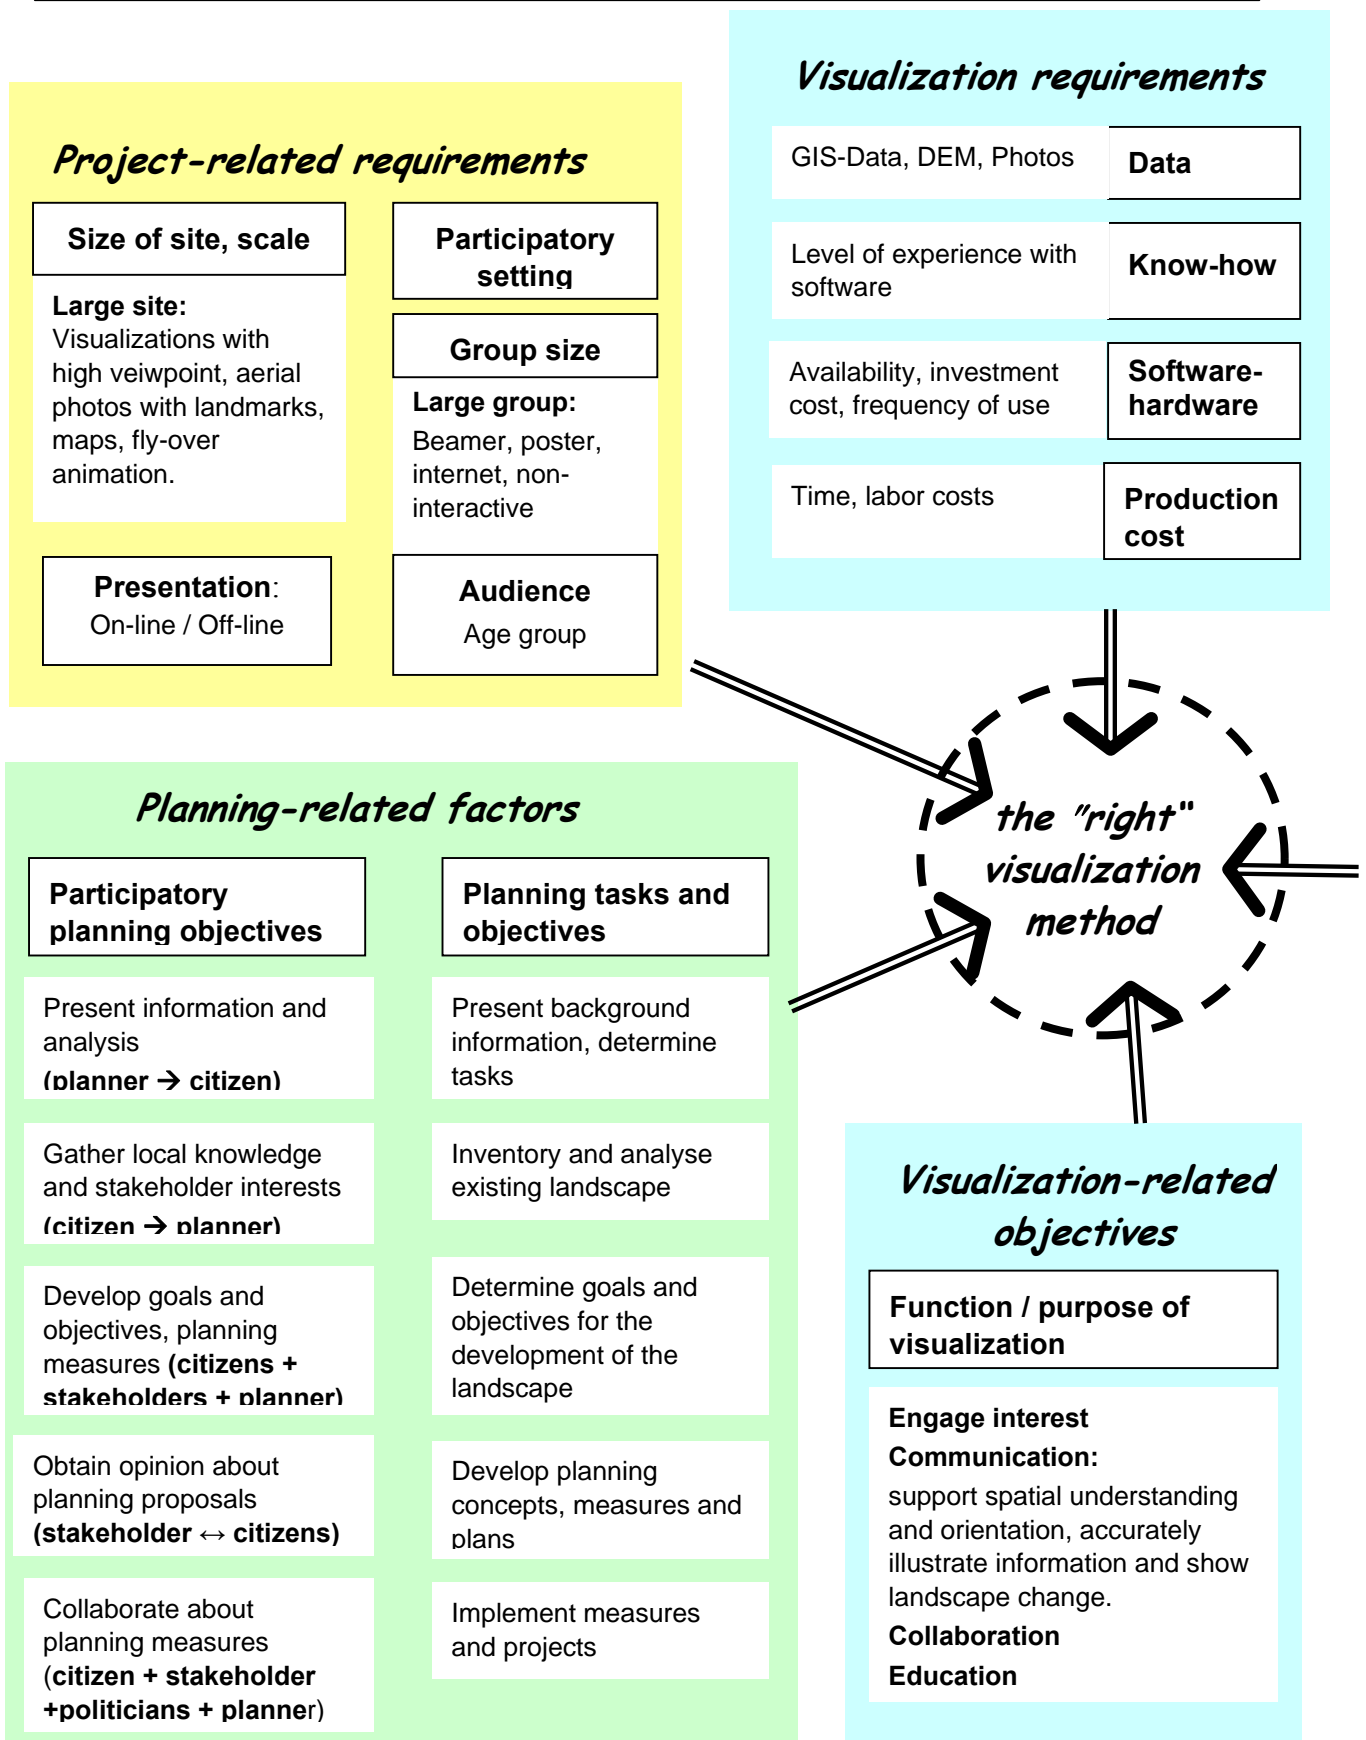 Visualization requirements
GIS-Data, DEM, Photos
Data
Level of experience with
software
Know-how
Availability, investment
cost, frequency of use
Software-
hardware
Time, labor costs
Production
cost
Project-related requirements
Size of site, scale
Large site:
Visualizations with
high veiwpoint, aerial
photos with landmarks,
maps, fly-over
animation.
Presentation:
On-line / Off-line
Participatory
setting
Group size
Large group:
Beamer, poster,
internet, non-
interactive
Audience
Age group
the "right"
visualization
method
Planning-related factors
Participatory
planning objectives
Present information and
analysis
(planner → citizen)
Gather local knowledge
and stakeholder interests
(citizen → planner)
Develop goals and
objectives, planning
measures (citizens +
stakeholders + planner)
Obtain opinion about
planning proposals
(stakeholder ↔ citizens)
Collaborate about
planning measures
(citizen + stakeholder
+politicians + planner)
Planning tasks and
objectives
Present background
information, determine
tasks
Inventory and analyse
existing landscape
Determine goals and
objectives for the
development of the
landscape
Develop planning
concepts, measures and
plans
Implement measures
and projects
Visualization-related
objectives
Function / purpose of
visualization
Engage interest
Communication:
support spatial understanding
and orientation, accurately
illustrate information and show
landscape change.
Collaboration
Education